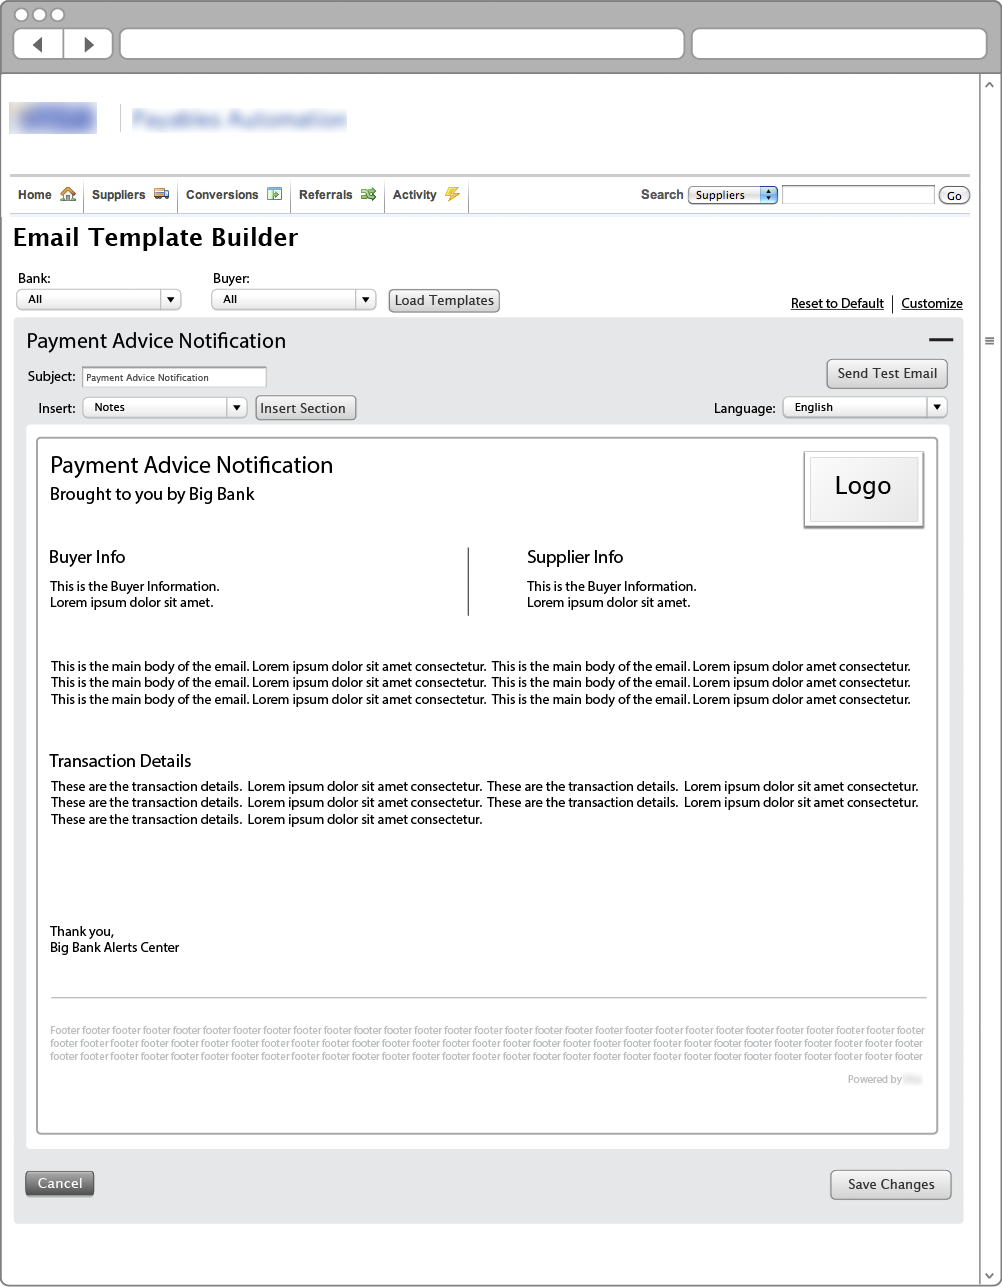 Payables Automation
Home Suppliers Conversions Referrals Activity Search Suppliers Go
Email Template Builder
Bank: Buyer:
All All Load Templates
Reset to Default Customize
Payment Advice Notification
Subject: Payment Advice Notification Send Test Email
Insert: Notes Insert Section Language: English
Payment Advice Notification
Logo
Brought to you by Big Bank
Buyer Info Supplier Info
This is the Buyer Information. This is the Buyer Information.
Lorem ipsum dolor sit amet. Lorem ipsum dolor sit amet.
This is the main body of the email. Lorem ipsum dolor sit amet consectetur. This is the main body of the email. Lorem ipsum dolor amet consectetur.
This is the main body of the email. Lorem ipsum dolor sit amet consectetur. This is the main body of the email. Lorem ipsum dolor amet consectetur.
This is the main body of the email. Lorem ipsum dolor sit amet consectetur. This is the main body of the email. Lorem ipsum dolor amet consectetur.
Transaction Details
These are the transaction details. Lorem ipsum dolor sit amet consectetur. These are the transaction details. Lorem ipsum dolor sit amet consectetur.
These are the transaction details. Lorem ipsum dolor sit amet consectetur. These are the transaction details. Lorem ipsum dolor sit amet consectetur.
These are the transaction details. Lorem ipsum dolor sit amet consectetur.
Thank you,
Big Bank Alerts Center
Footer footer footer footer footer footer footer footer footer footer footer footer footer footer footer footer footer footer footer footer footer footer footer footer footer footer footer footer footer
footer footer footer footer footer footer footer footer footer footer footer footer footer footer footer footer footer footer footer footer footer footer footer footer footer footer footer footer footer
footer footer footer footer footer footer footer footer footer footer footer footer footer footer footer footer footer footer footer footer footer footer footer footer footer footer footer footer footer
Powered by
Cancel Save Changes